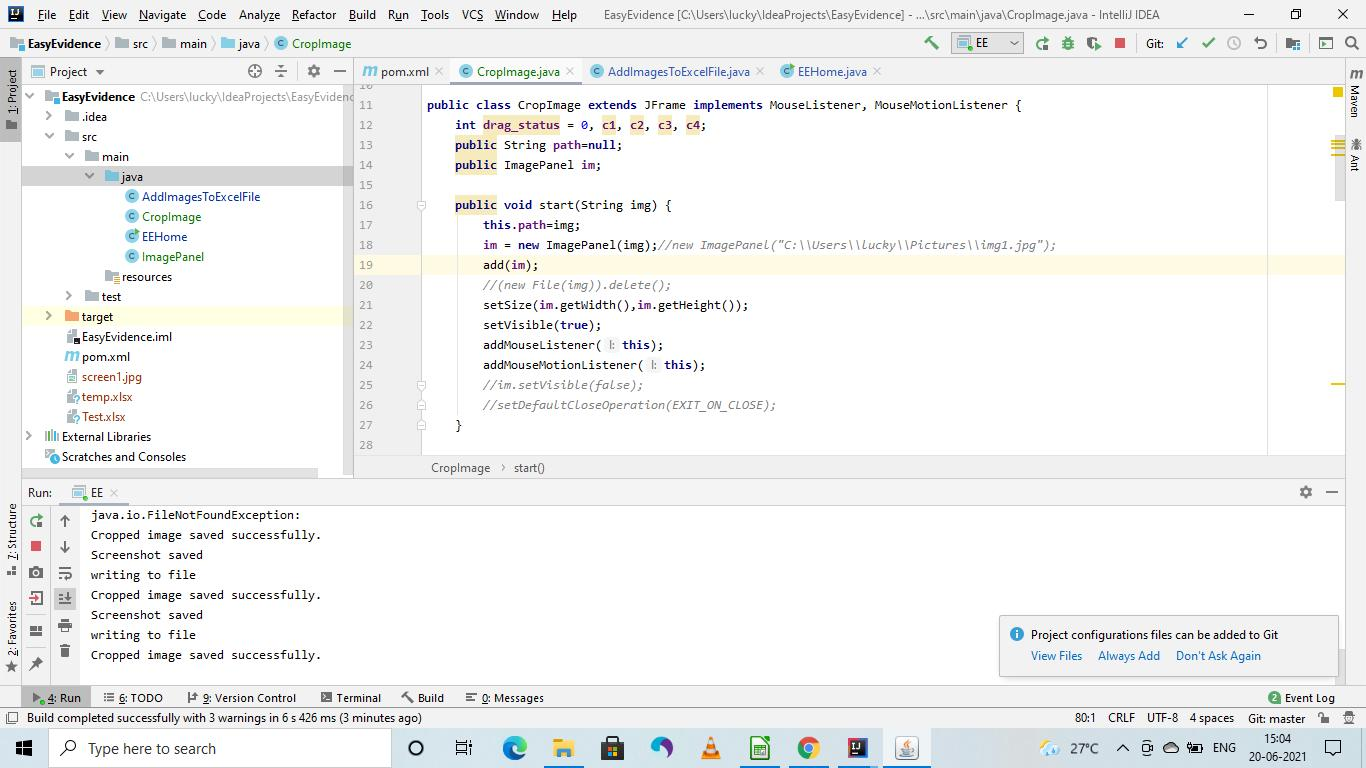 File Edit View Navigate Code Analyze Refactor Build Run Tools VCS Window Help EasyEvidence [C:\Users\lucky\IdeaProjects\EasyEvidence] - ...\src\main\java\CropImage.java - IntelliJ IDEA
EasyEvidence src main java CropImage EE Git:
1: Project
Project
pom.xml CropImage.java AddImagesToExcelFile.java EEHome.java
EasyEvidence C:\Users\lucky\IdeaProjects\EasyEvidenc
.idea
src
main
java
AddImagesToExcelFile
CropImage
EEHome
ImagePanel
resources
test
target
EasyEvidence.iml
pom.xml
screen1.jpg
temp.xlsx
Test.xlsx
External Libraries
Scratches and Consoles
10
11 public class CropImage extends JFrame implements MouseListener, MouseMotionListener {
12 int drag_status = 0, c1, c2, c3, c4;
13 public String path=null;
14 public ImagePanel im;
15
16 public void start(String img) {
17 this.path=img;
18 im = new ImagePanel(img);//new ImagePanel("C:\\Users\\lucky\\Pictures\\img1.jpg");
19 add(im);
20 //(new File(img)).delete();
21 setSize(im.getWidth(),im.getHeight());
22 setVisible(true);
23 addMouseListener( l: this);
24 addMouseMotionListener( l: this);
25 //im.setVisible(false);
26 //setDefaultCloseOperation(EXIT_ON_CLOSE);
27 }
28
CropImage start()
Maven
Ant
Run: EE
java.io.FileNotFoundException:
Cropped image saved successfully.
Screenshot saved
writing to file
Cropped image saved successfully.
Screenshot saved
writing to file
Cropped image saved successfully.
7: Structure
2: Favorites
Project configurations files can be added to Git
View Files Always Add Don't Ask Again
4: Run 6: TODO 9: Version Control Terminal Build 0: Messages 2 Event Log
Build completed successfully with 3 warnings in 6 s 426 ms (3 minutes ago) 80:1 CRLF UTF-8 4 spaces Git: master
Type here to search 27°C ENG 15:04
20-06-2021